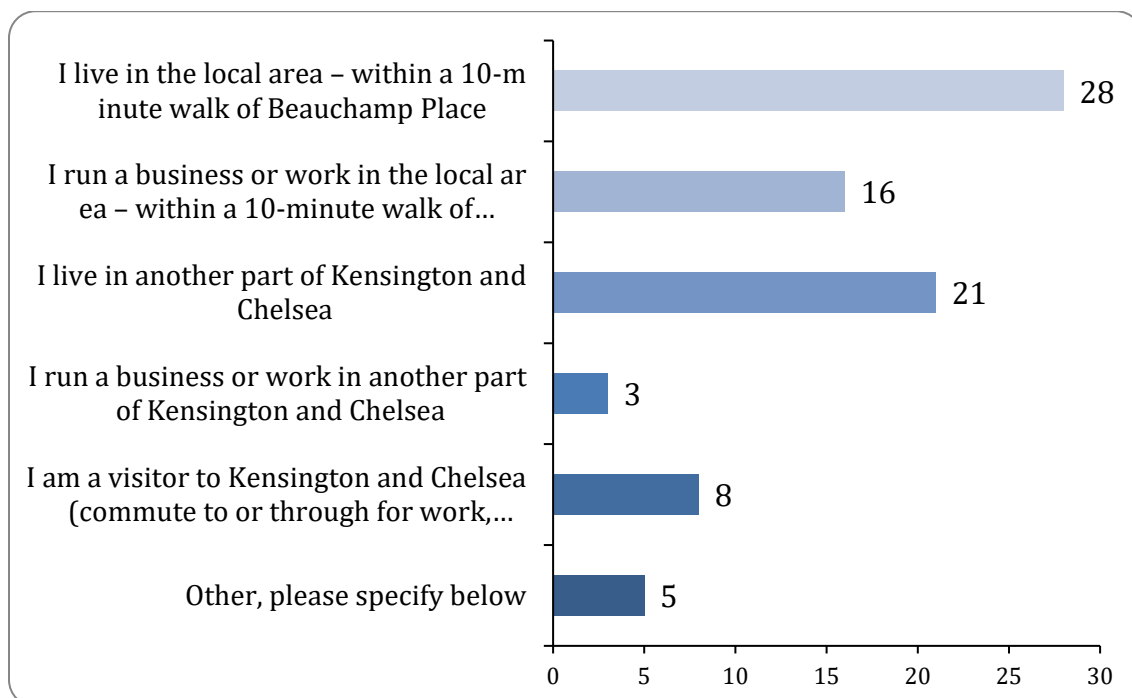 I live in the local area – within a 10-m
inute walk of Beauchamp Place
28
I run a business or work in the local ar
ea – within a 10-minute walk of…
16
I live in another part of Kensington and
Chelsea
21
I run a business or work in another part
of Kensington and Chelsea
3
I am a visitor to Kensington and Chelsea
(commute to or through for work,…
8
Other, please specify below
5
0 5 10 15 20 25 30